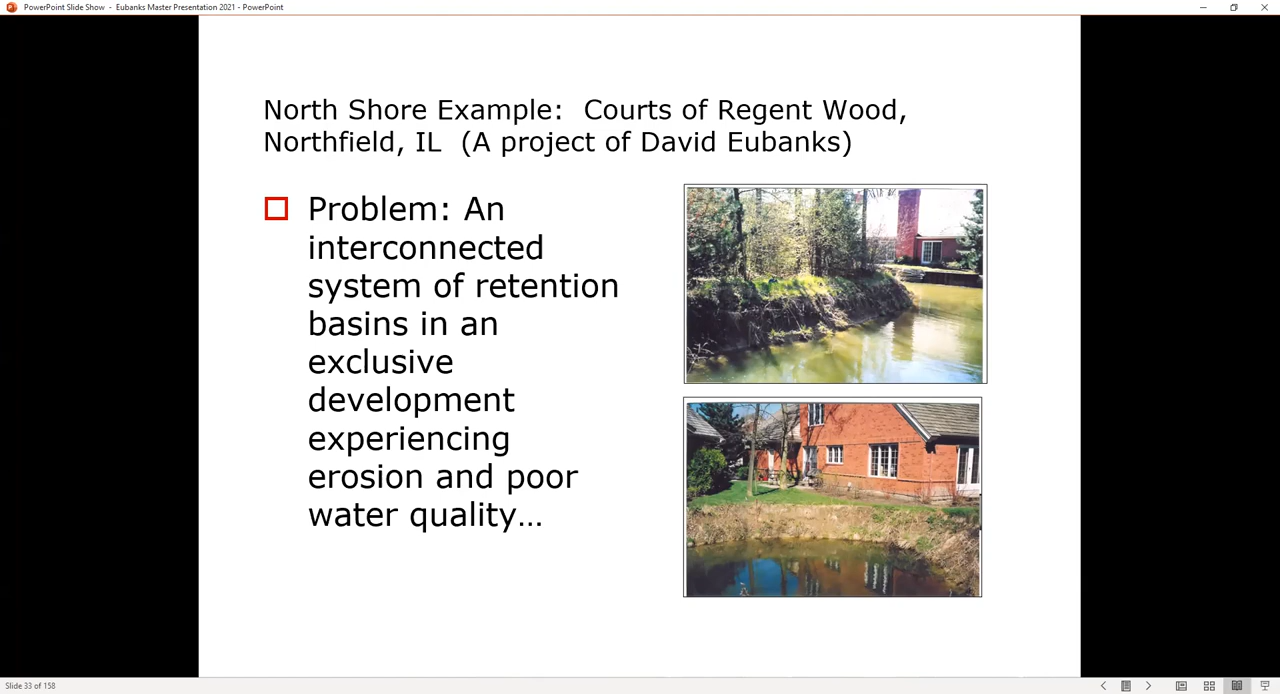 PowerPoint Slide Show - Eubanks Master Presentation 2021 - PowerPoint
North Shore Example: Courts of Regent Wood,
Northfield, IL (A project of David Eubanks)
Problem: An
interconnected
system of retention
basins in an
exclusive
development
experiencing
erosion and poor
water quality…
Slide 33 of 158